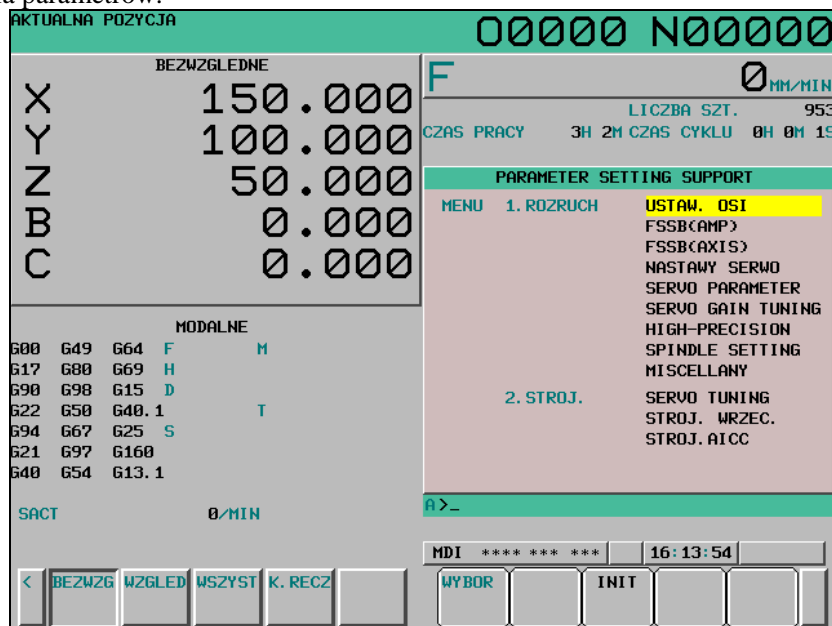 a parametrów.
AKTUALNA POZYCJA
O0000 N00000
BEZWZGLEDNE
X 150.000
Y 100.000
Z 50.000
B 0.000
C 0.000
F 0 MM/MIN
LICZBA SZT. 953
CZAS PRACY 3H 2M CZAS CYKLU 0H 0M 19
PARAMETER SETTING SUPPORT
MENU 1.ROZRUCH USTAW. OSI
FSSB(AMP)
FSSB(AXIS)
NASTAWY SERWO
SERVO PARAMETER
SERVO GAIN TUNING
HIGH-PRECISION
SPINDLE SETTING
MISCELLANY
2.STROJ. SERVO TUNING
STROJ. WRZEC.
STROJ.AICC
MODALNE
G00 G49 G64 F M
G17 G80 G69 H
G90 G98 G15 D
G22 G50 G40.1 T
G94 G67 G25 S
G21 G97 G160
G40 G54 G13.1
SACT 0/MIN
A>_
MDI **** *** *** 16:13:54
< BEZWZG WZGLED WSZYST K.RECZ
WYBOR INIT